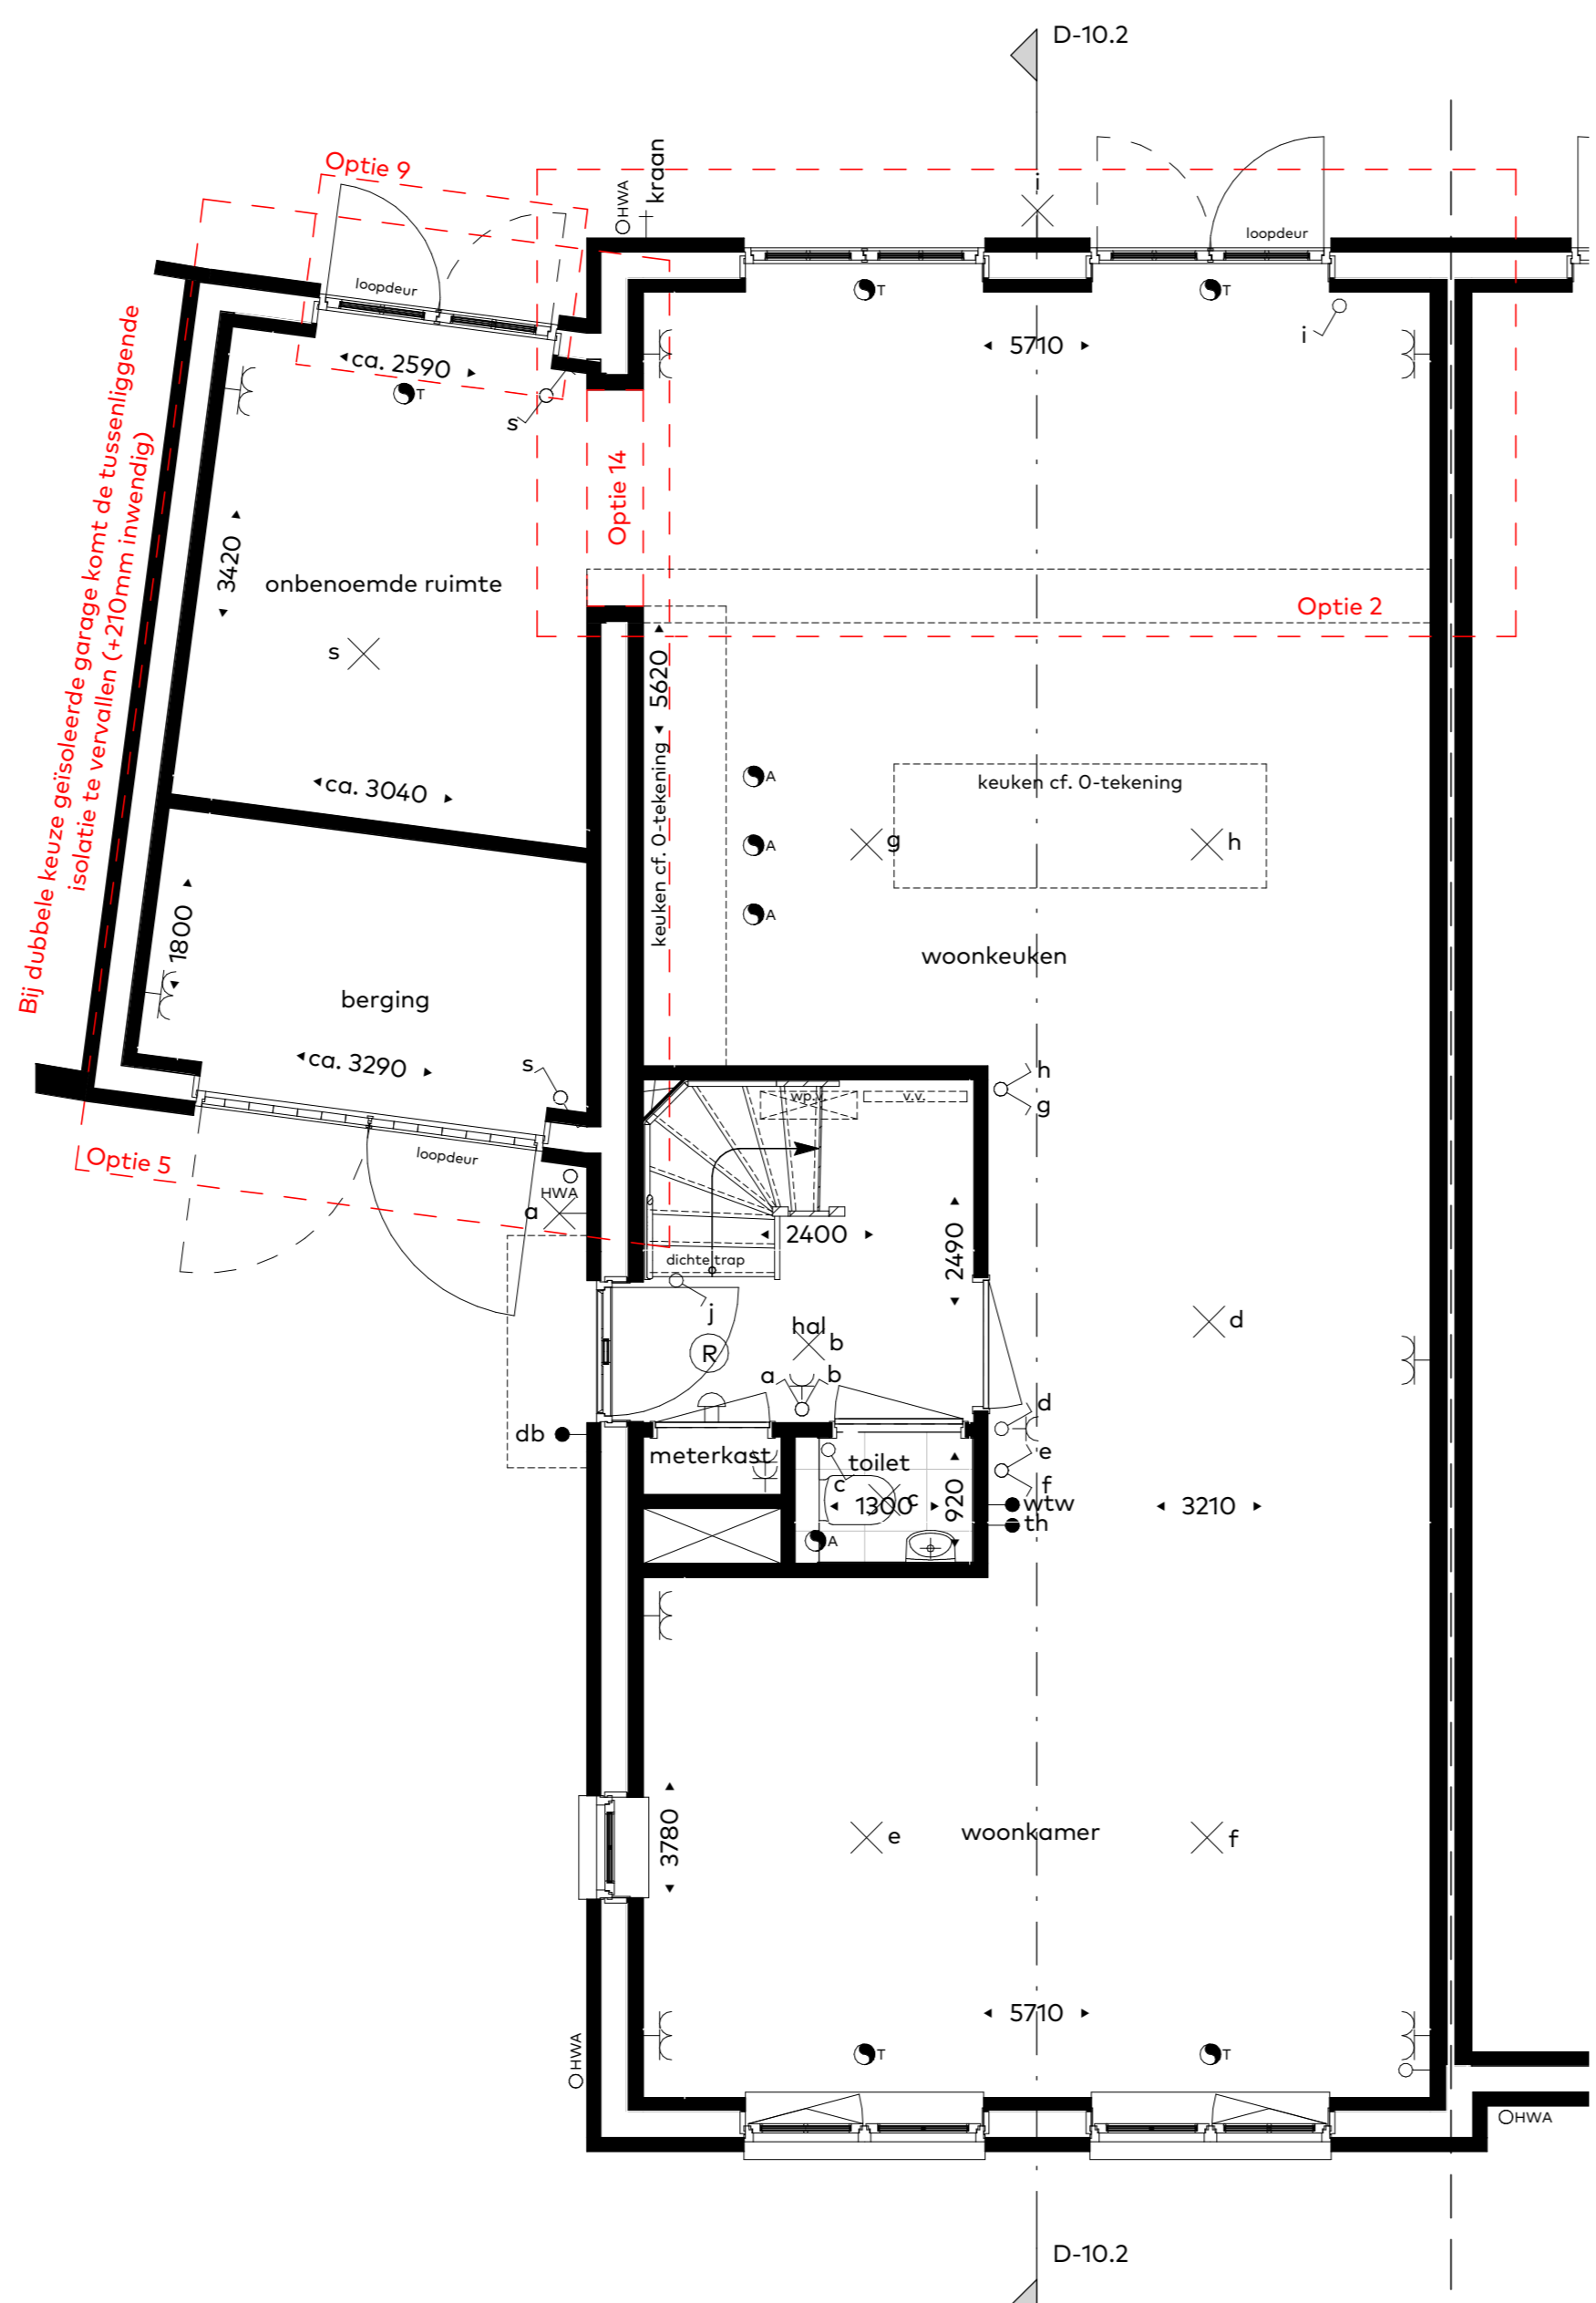 D-10.2
Optie 9
HWA
kraan
i
loopdeur
loopdeur
T
T
i
5710
ca. 2590
T
s
Bij dubbele keuze geïsoleerde garage komt de tussenliggende
isolatie te vervallen (+210mm inwendig)
Optie 14
3420
onbenoemde ruimte
Optie 2
s
5620
keuken cf. 0-tekening
ca. 3040
A
keuken cf. 0-tekening
A
g
h
A
1800
woonkeuken
berging
ca. 3290
s
h
g
wp.v.
v.v.
Optie 5
loopdeur
HWA
a
2400
2490
dichte trap
j
hal
b
R
d
a
b
d
db
meterkast
toilet
e
c
f
1300
c
920
wtw
3210
th
A
3780
e
woonkamer
f
5710
HWA
T
T
HWA
D-10.2